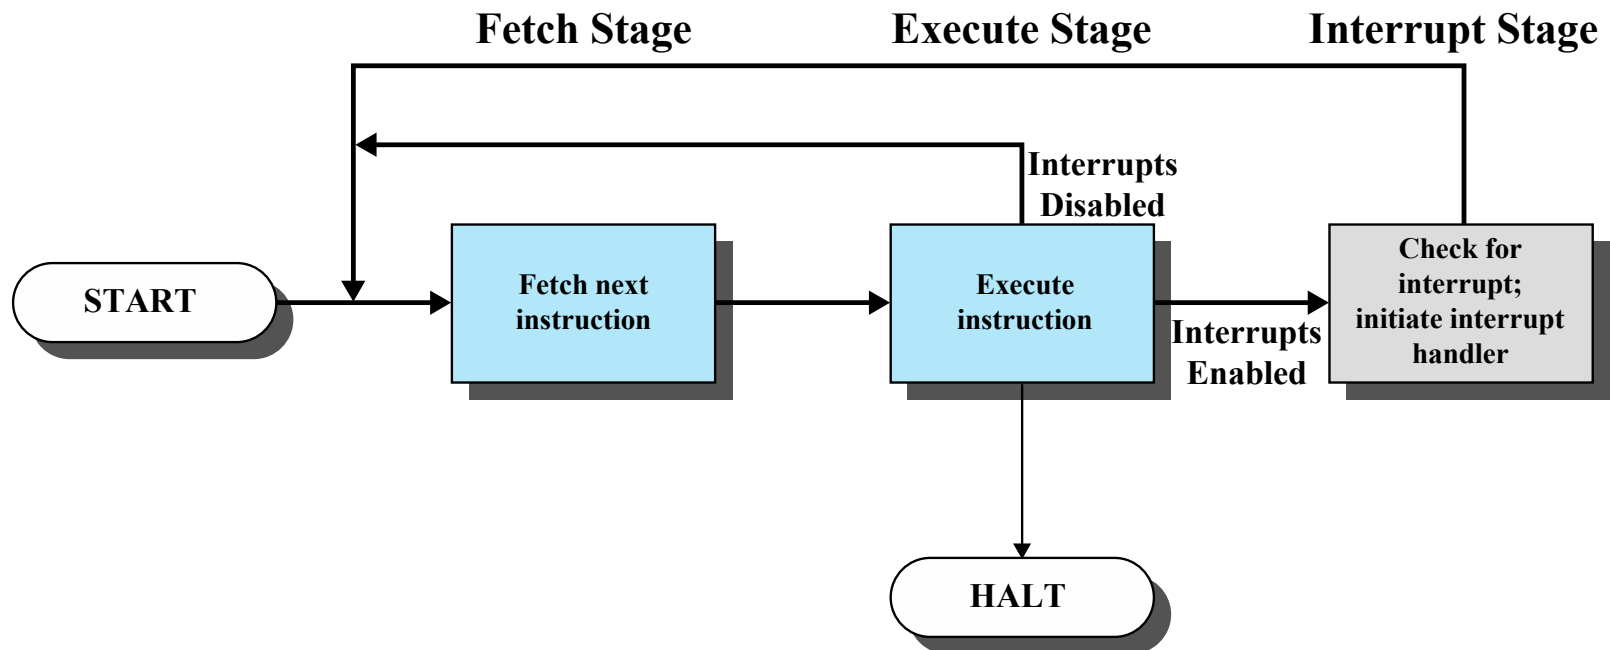 Fetch Stage
Execute Stage
Interrupt Stage
Interrupts
Disabled
START
Fetch next
instruction
Execute
instruction
Interrupts
Enabled
Check for
interrupt;
initiate interrupt
handler
HALT